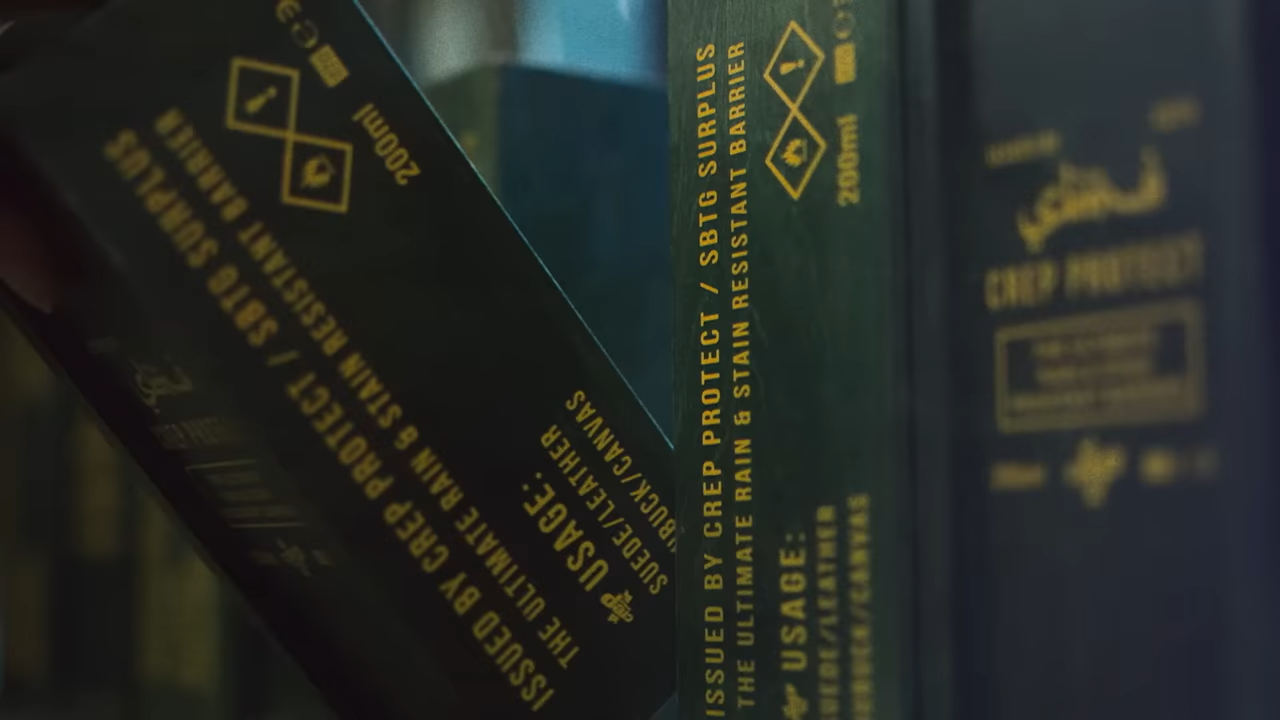 200ml
ISSUED BY CREP PROTECT / SBTG SURPLUS
THE ULTIMATE RAIN & STAIN RESISTANT BARRIER
USAGE:
SUEDE/LEATHER
UBUCK/CANVAS
200ml
ISSUED BY CREP PROTECT / SBTG SURPLUS
THE ULTIMATE RAIN & STAIN RESISTANT BARRIER
USAGE:
SUEDE/LEATHER
NUBUCK/CANVAS
CREP PROTECT